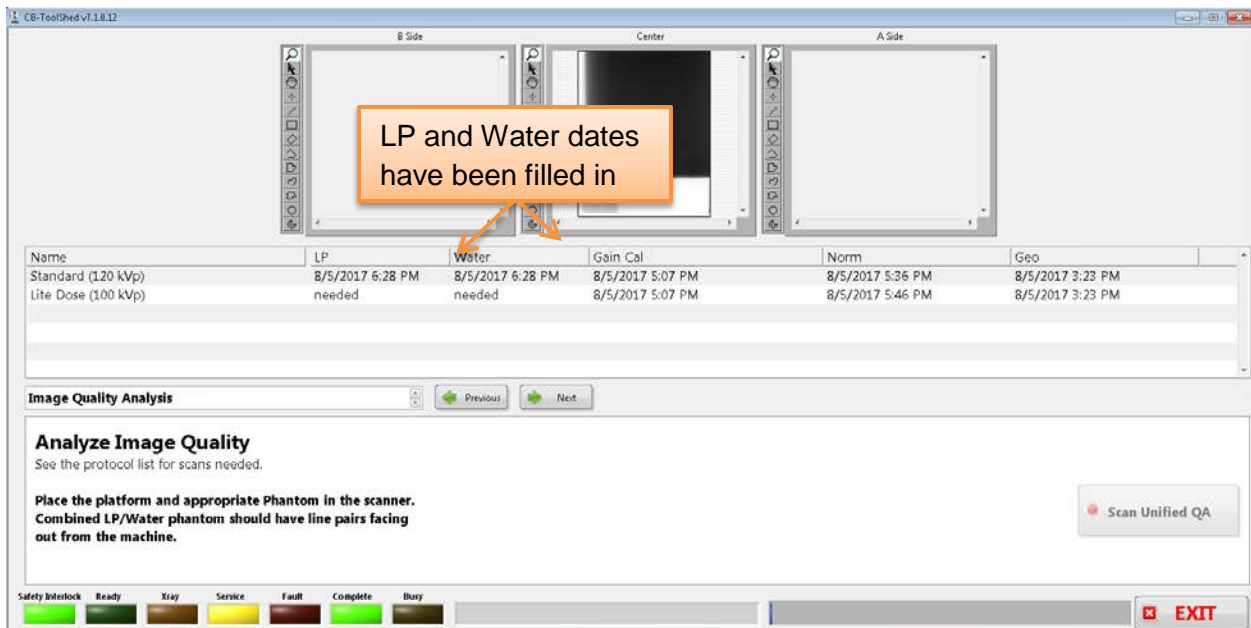 CB-ToolShed v7.1.0.12
B Side
Center
A Side
LP and Water dates
have been filled in
Name LP Water Gain Cal Norm Geo
Standard (120 kVp) 8/5/2017 6:28 PM 8/5/2017 6:28 PM 8/5/2017 5:07 PM 8/5/2017 5:36 PM 8/5/2017 3:23 PM
Lite Dose (100 kVp) needed needed 8/5/2017 5:07 PM 8/5/2017 5:46 PM 8/5/2017 3:23 PM
Image Quality Analysis Previous Next
Analyze Image Quality
See the protocol list for scans needed.
Place the platform and appropriate Phantom in the scanner.
Combined LP/Water phantom should have line pairs facing
out from the machine.
Scan Unified QA
Safety Interlock Ready Xray Service Fault Complete Busy
EXIT